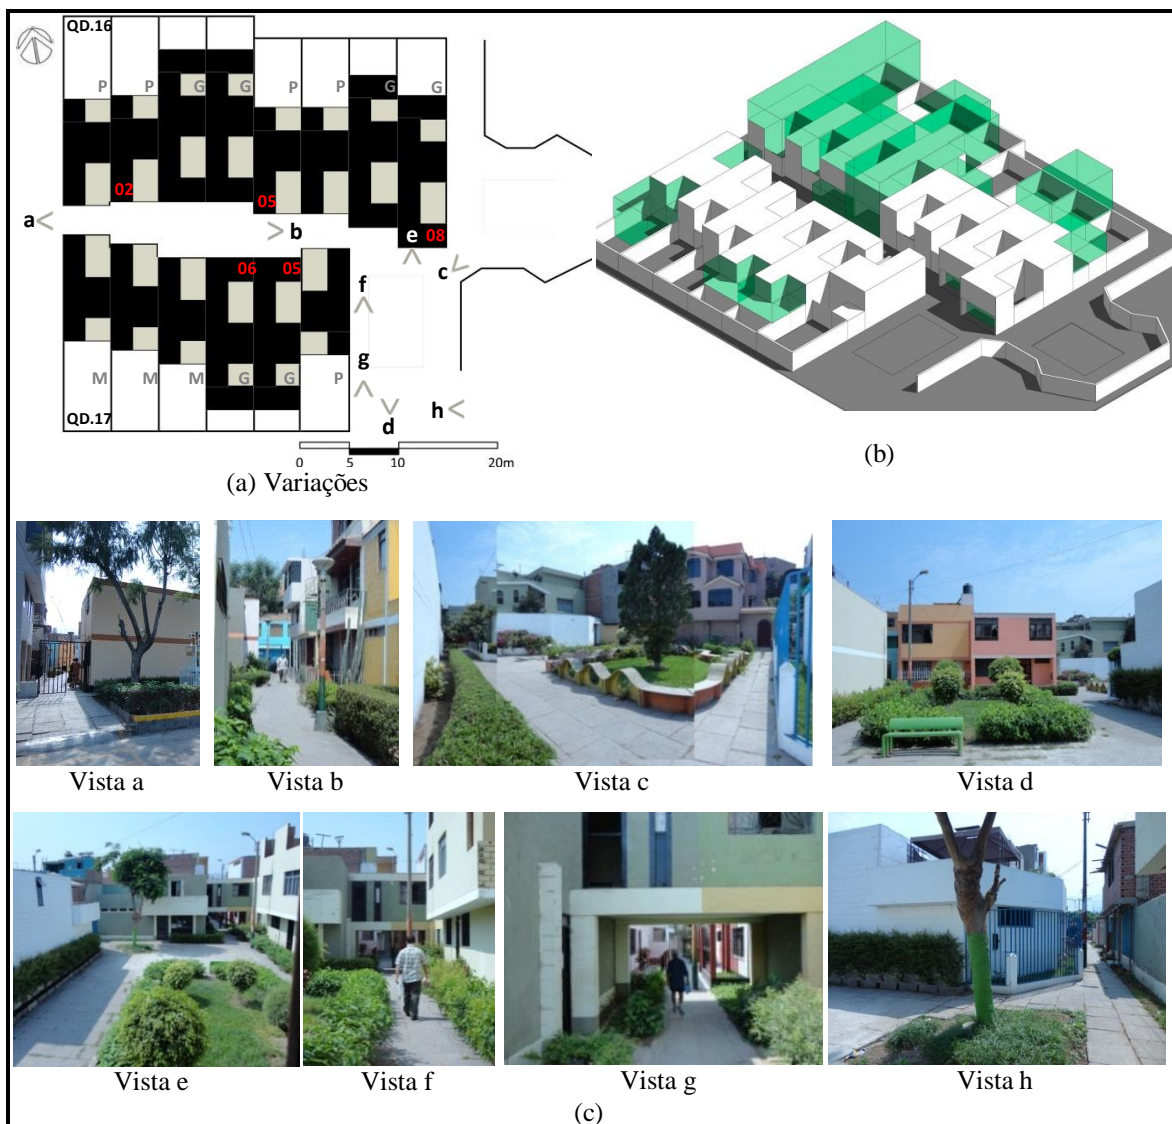 QD.16
P P G G P P G G
02 05
a b
e 08
c
06 05
f
g
M M M G G P
QD.17
h
d
0 5 10 20m
(a) Variações
(b)
Vista a Vista b Vista c Vista d
Vista e Vista f Vista g Vista h
(c)